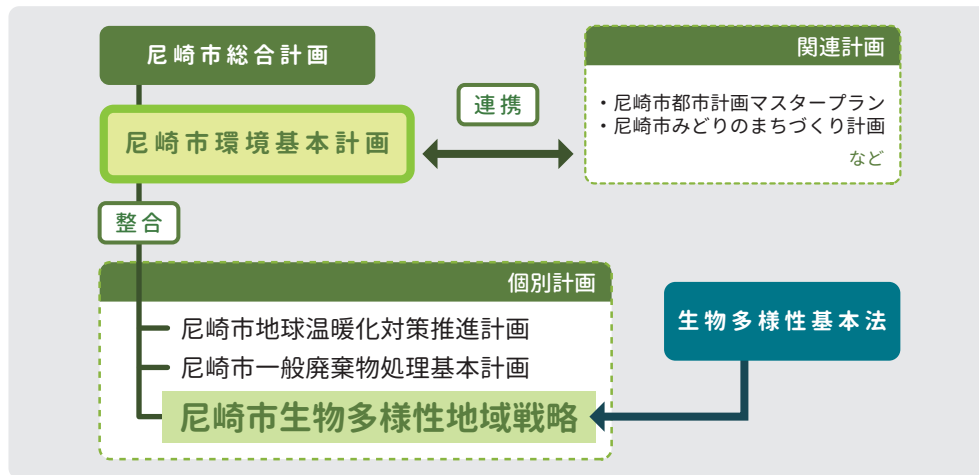 尼崎市総合計画
関連計画
・尼崎市都市計画マスタープラン
・尼崎市みどりのまちづくり計画
など
連携
尼崎市環境基本計画
整合
個別計画
尼崎市地球温暖化対策推進計画
尼崎市一般廃棄物処理基本計画
尼崎市生物多様性地域戦略
生物多様性基本法